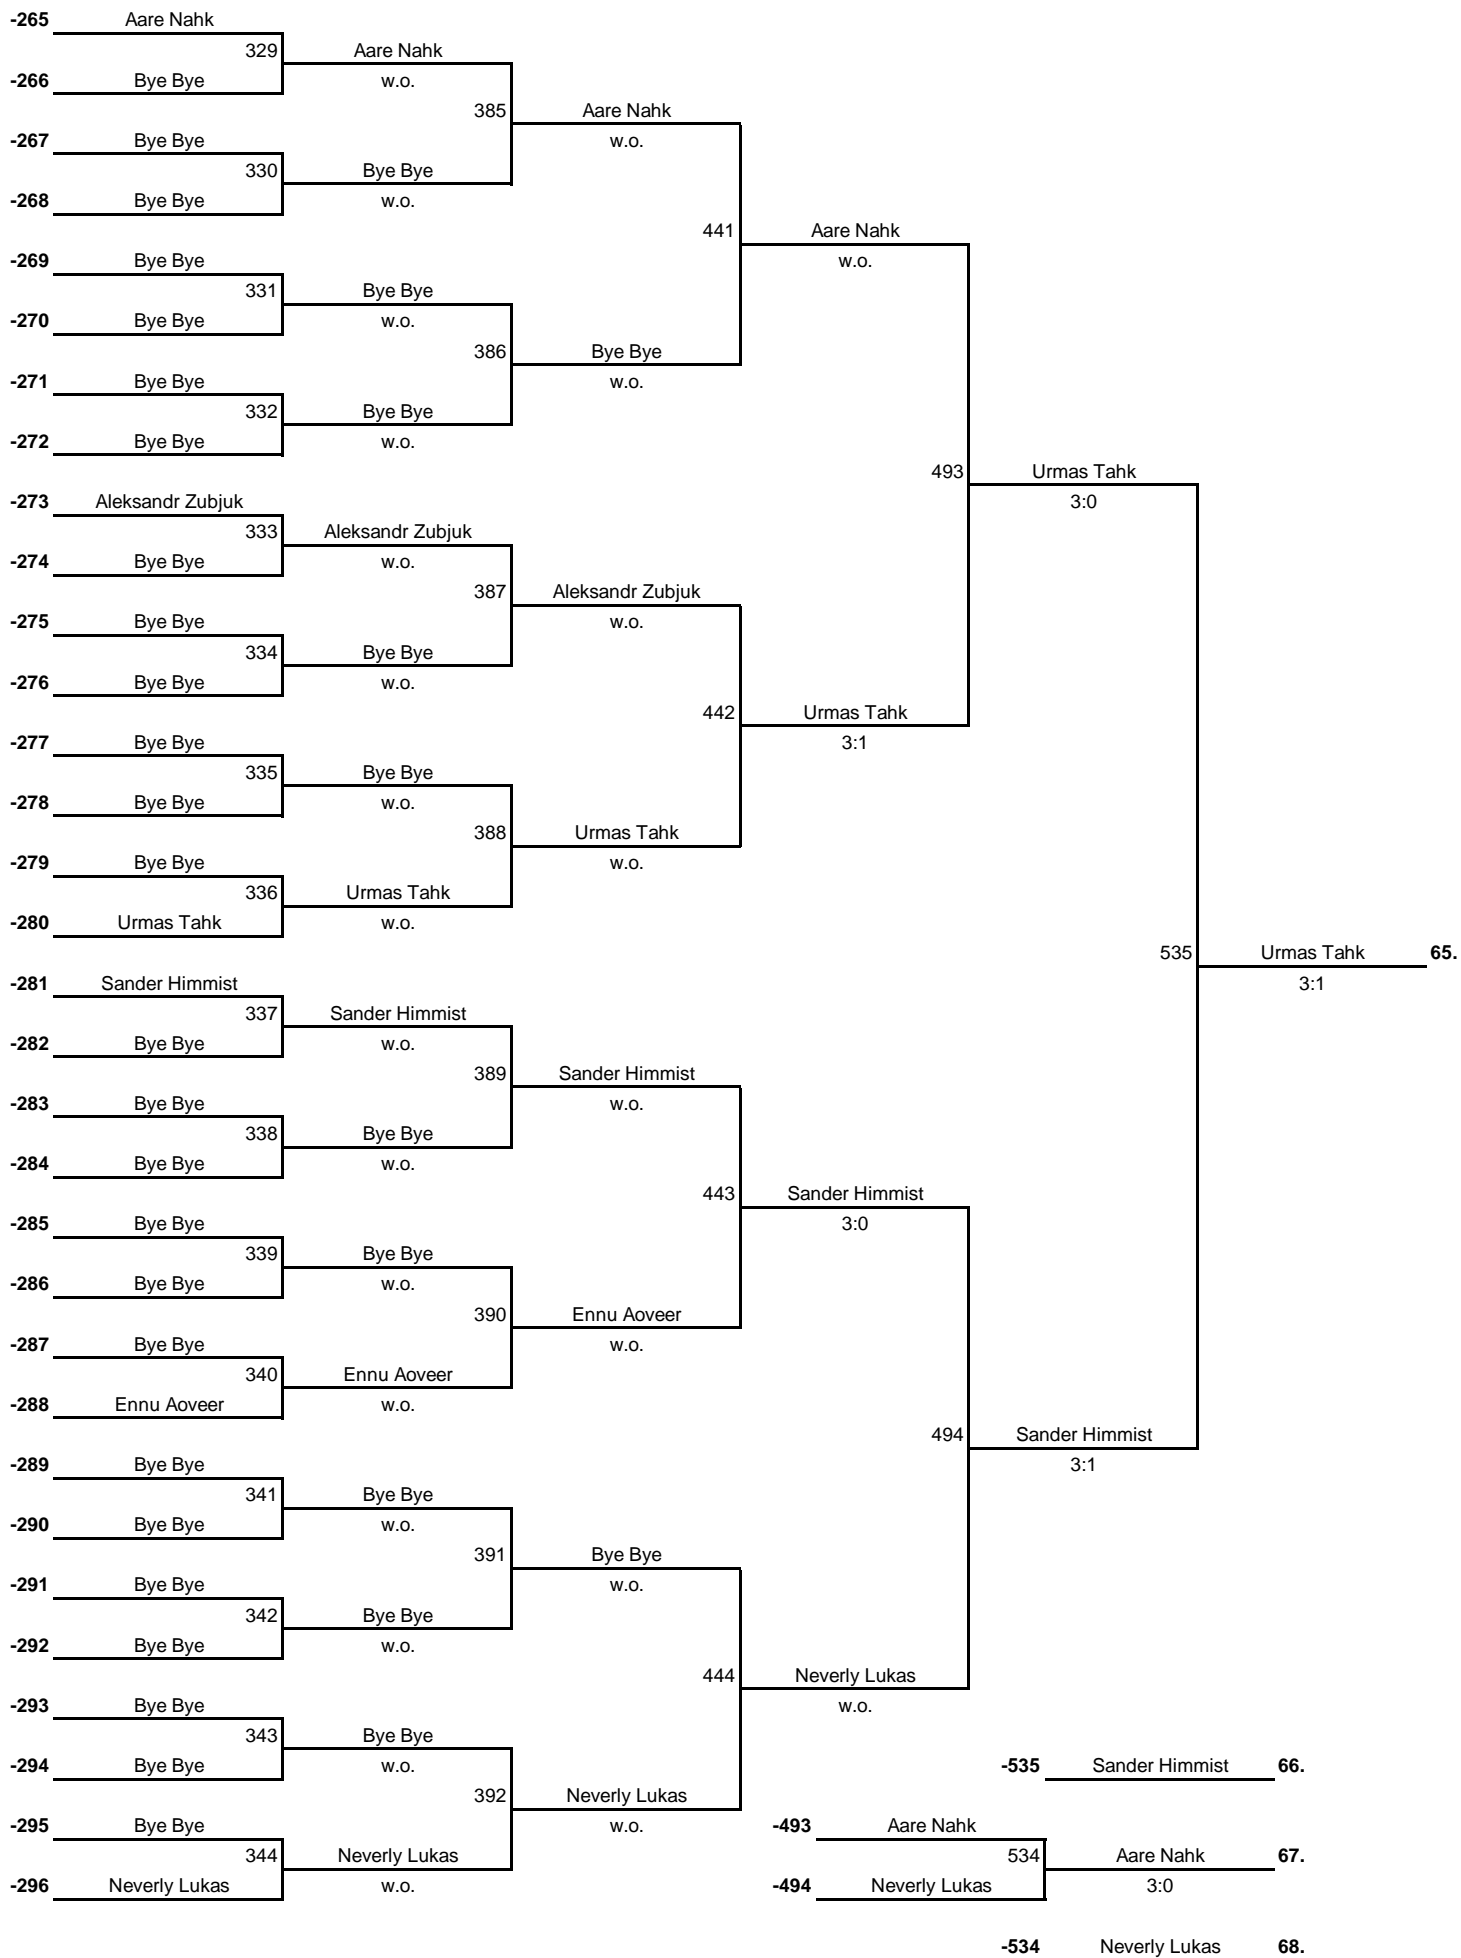 -265 Aare Nahk
329 Aare Nahk
-266 Bye Bye w.o.
385 Aare Nahk
-267 Bye Bye w.o.
330 Bye Bye
-268 Bye Bye w.o.
441 Aare Nahk
-269 Bye Bye w.o.
331 Bye Bye
-270 Bye Bye w.o.
386 Bye Bye
-271 Bye Bye w.o.
332 Bye Bye
-272 Bye Bye w.o.
493 Urmas Tahk
-273 Aleksandr Zubjuk 3:0
333 Aleksandr Zubjuk
-274 Bye Bye w.o.
387 Aleksandr Zubjuk
-275 Bye Bye w.o.
334 Bye Bye
-276 Bye Bye w.o.
442 Urmas Tahk
-277 Bye Bye 3:1
335 Bye Bye
-278 Bye Bye w.o.
388 Urmas Tahk
-279 Bye Bye w.o.
336 Urmas Tahk
-280 Urmas Tahk w.o.
535 Urmas Tahk 65.
-281 Sander Himmist 3:1
337 Sander Himmist
-282 Bye Bye w.o.
389 Sander Himmist
-283 Bye Bye w.o.
338 Bye Bye
-284 Bye Bye w.o.
443 Sander Himmist
-285 Bye Bye 3:0
339 Bye Bye
-286 Bye Bye w.o.
390 Ennu Aoveer
-287 Bye Bye w.o.
340 Ennu Aoveer
-288 Ennu Aoveer w.o.
494 Sander Himmist
-289 Bye Bye 3:1
341 Bye Bye
-290 Bye Bye w.o.
391 Bye Bye
-291 Bye Bye w.o.
342 Bye Bye
-292 Bye Bye w.o.
444 Neverly Lukas
-293 Bye Bye w.o.
343 Bye Bye
-294 Bye Bye w.o. -535 Sander Himmist 66.
392 Neverly Lukas
-295 Bye Bye w.o. -493 Aare Nahk
344 Neverly Lukas 534 Aare Nahk 67.
-296 Neverly Lukas w.o. -494 Neverly Lukas 3:0
-534 Neverly Lukas 68.